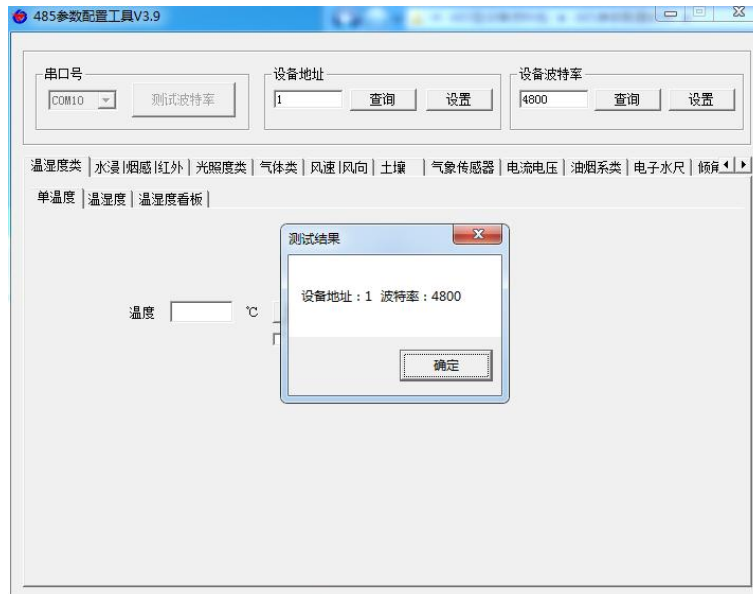 485参数配置工具V3.9
串口号
COM10
测试波特率
设备地址
1
查询
设置
设备波特率
4800
查询
设置
温湿度类 水浸|烟感|红外 光照度类 气体类 风速|风向 土壤 气象传感器 电流电压 油烟系类 电子水尺
单温度 温湿度 温湿度看板
测试结果
设备地址：1 波特率：4800
温度
℃
确定